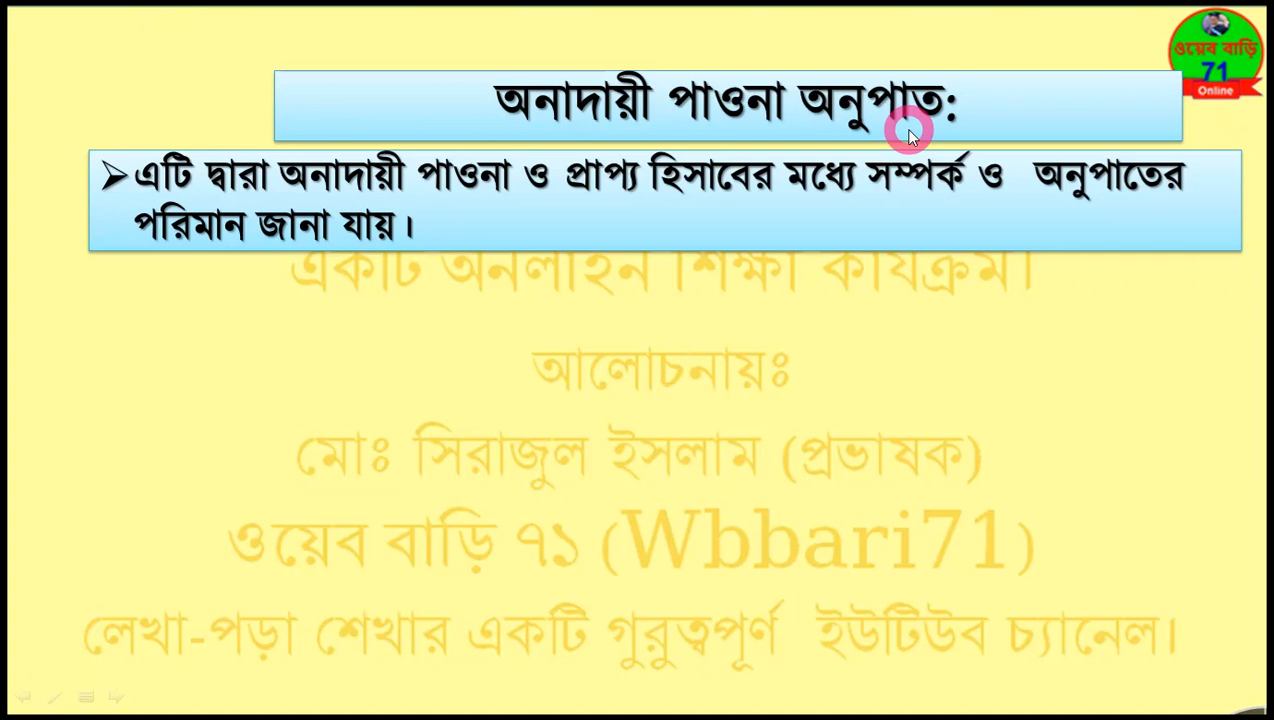 ওয়েব বাড়ি
71
Online
অনাদায়ী পাওনা অনুপাত:
➢এটি দ্বারা অনাদায়ী পাওনা ও প্রাপ্য হিসাবের মধ্যে সম্পর্ক ও অনুপাতের
পরিমান জানা যায়।
একটি অনলাইন শিক্ষা কার্যক্রম।
আলোচনায়ঃ
মোঃ সিরাজুল ইসলাম (প্রভাষক)
ওয়েব বাড়ি ৭১ (Wbbari71)
লেখা-পড়া শেখার একটি গুরুত্বপূর্ণ ইউটিউব চ্যানেল।